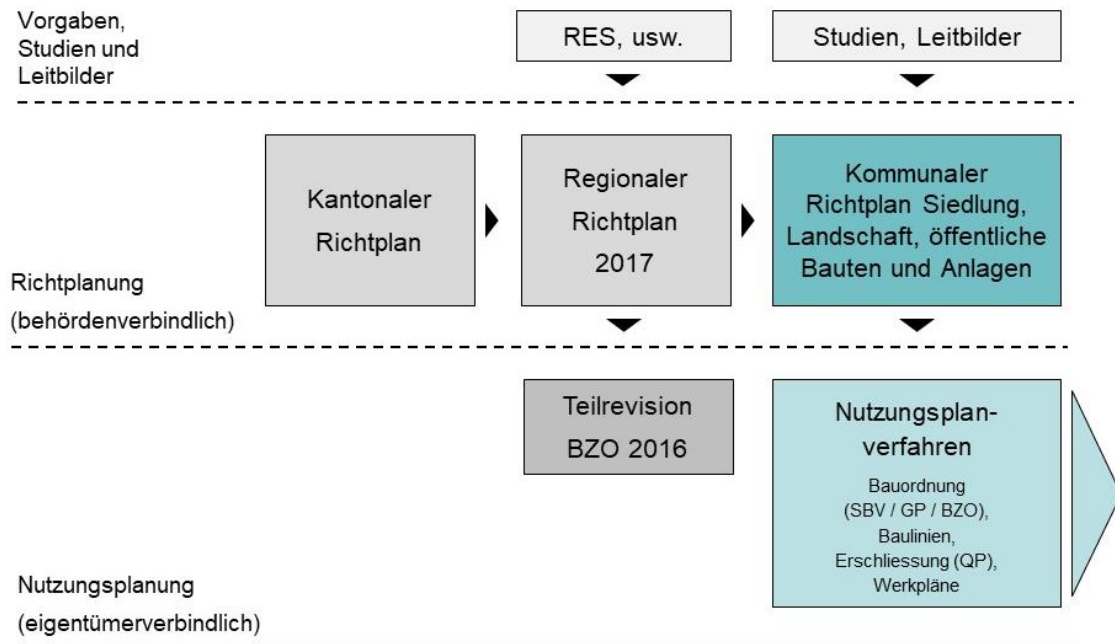 Vorgaben,
Studien und
Leitbilder
RES, usw.
Studien, Leitbilder
Kantonaler
Richtplan
Regionaler
Richtplan
2017
Kommunaler
Richtplan Siedlung,
Landschaft, öffentliche
Bauten und Anlagen
Richtplanung
(behördenverbindlich)
Teilrevision
BZO 2016
Nutzungsplan-
verfahren
Bauordnung
(SBV / GP / BZO),
Baulinien,
Erschliessung (QP),
Werkpläne
Nutzungsplanung
(eigentümerverbindlich)